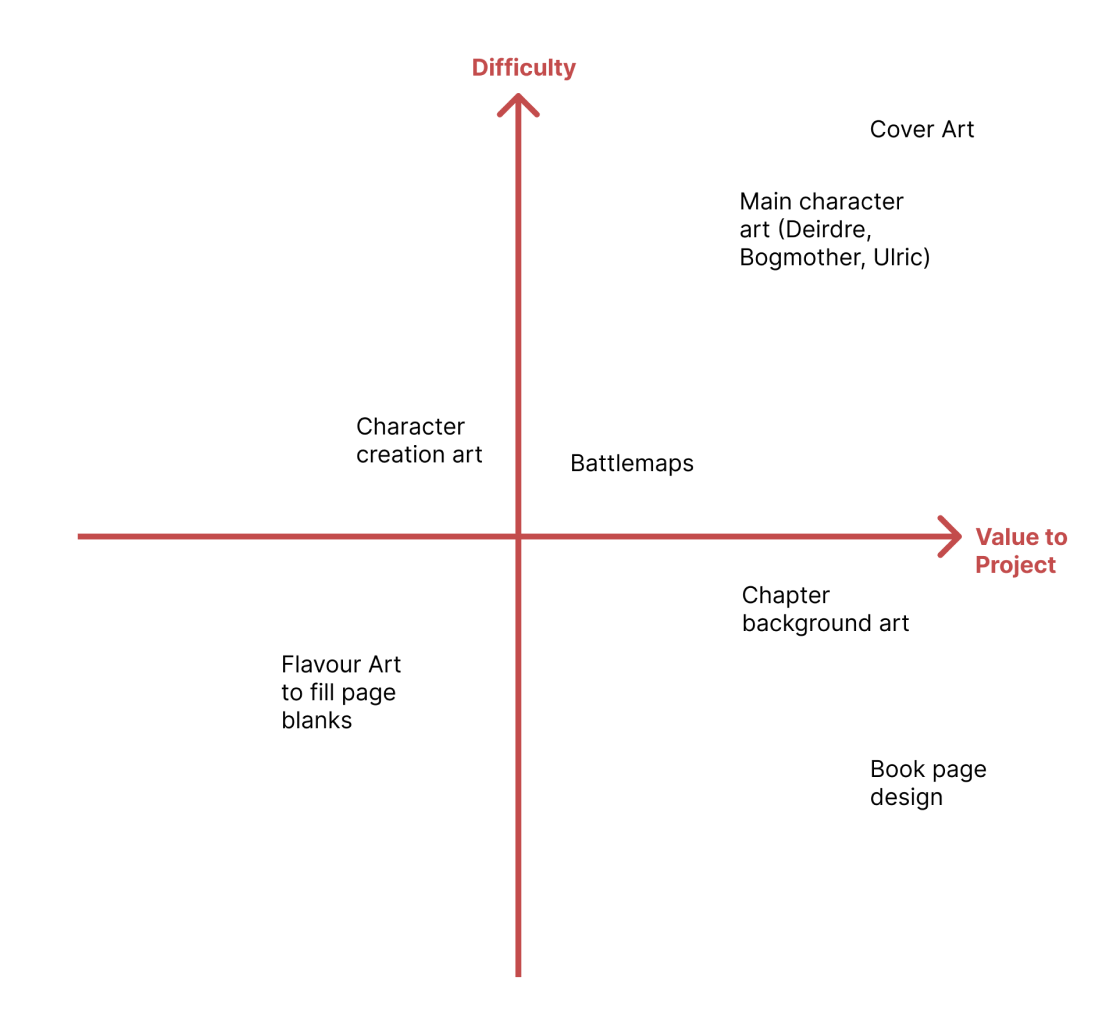 Difficulty
Cover Art
Main character
art (Deirdre,
Bogmother, Ulric)
Character
creation art
Battlemaps
Value to
Project
Chapter
background art
Flavour Art
to fill page
blanks
Book page
design